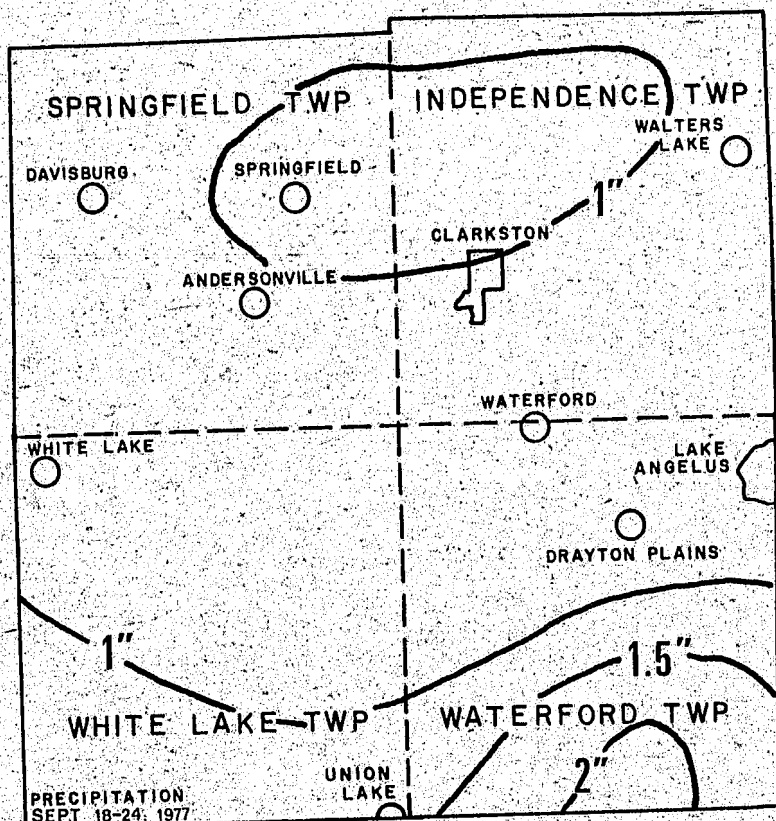 SPRINGFIELD TWP
INDEPENDENCE TWP
WALTERS
LAKE
DAVISBURG
SPRINGFIELD
1"
CLARKSTON
ANDERSONVILLE
WATERFORD
WHITE LAKE
LAKE
ANGELUS
DRAYTON PLAINS
1"
1.5"
WHITE LAKE TWP
WATERFORD TWP
2"
UNION
LAKE
PRECIPITATION
SEPT. 18-24, 1977